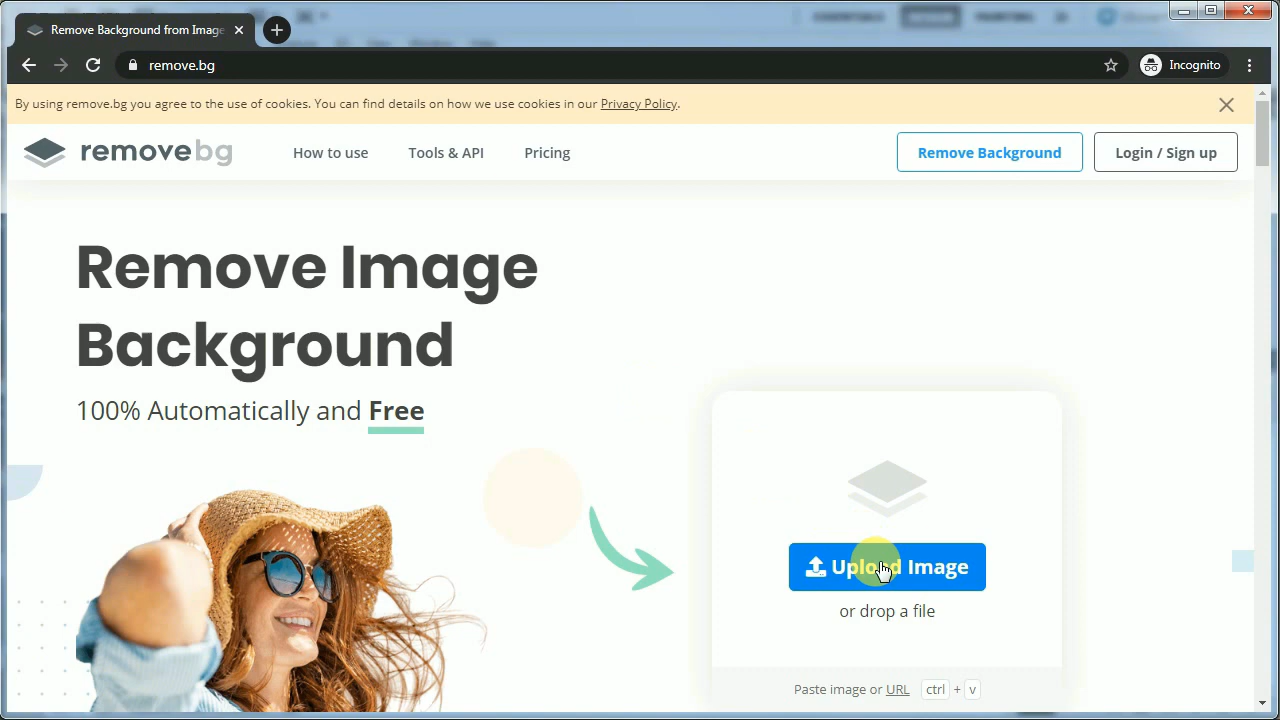 ESSENTIALS
PAINTING
Remove Background from Image
remove.bg
Incognito
By using remove.bg you agree to the use of cookies. You can find details on how we use cookies in our Privacy Policy.
removebg
How to use
Tools & API
Pricing
Remove Background
Login / Sign up
Remove Image
Background
100% Automatically and Free
Upload Image
or drop a file
Paste image or URL ctrl + v